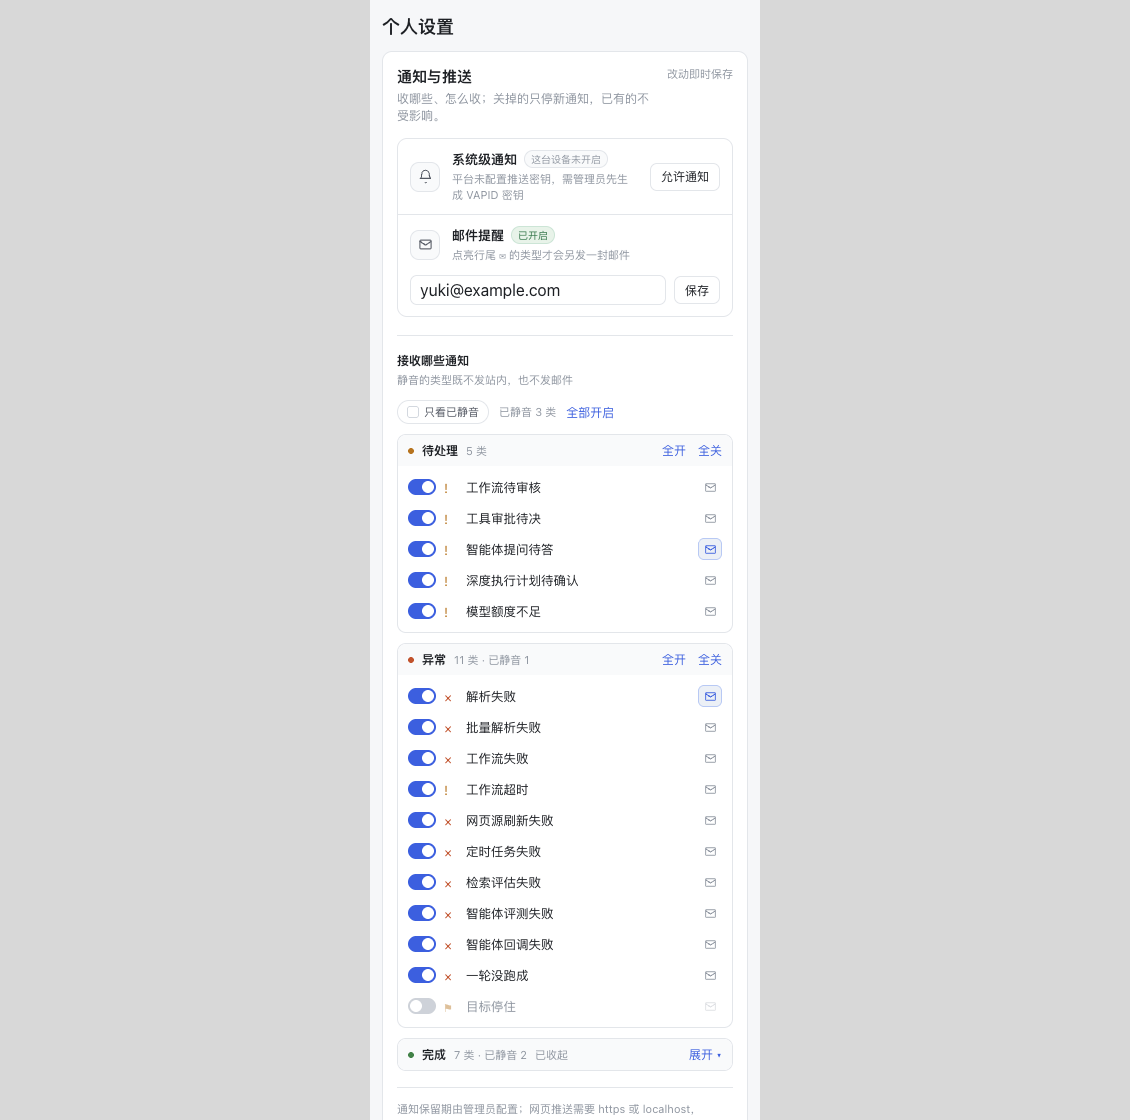 个人设置
通知与推送
改动即时保存
收哪些、怎么收；关掉的只停新通知，已有的不
受影响。
系统级通知 这台设备未开启
平台未配置推送密钥，需管理员先生
成 VAPID 密钥
允许通知
邮件提醒 已开启
点亮行尾 ✉ 的类型才会另发一封邮件
yuki@example.com 保存
接收哪些通知
静音的类型既不发站内，也不发邮件
只看已静音 已静音 3 类 全部开启
待处理 5 类 全开 全关
! 工作流待审核
! 工具审批待决
! 智能体提问待答
! 深度执行计划待确认
! 模型额度不足
异常 11 类 · 已静音 1 全开 全关
× 解析失败
× 批量解析失败
× 工作流失败
! 工作流超时
× 网页源刷新失败
× 定时任务失败
× 检索评估失败
× 智能体评测失败
× 智能体回调失败
× 一轮没跑成
⚑ 目标停住
完成 7 类 · 已静音 2 已收起 展开 ▾
通知保留期由管理员配置；网页推送需要 https 或 localhost，